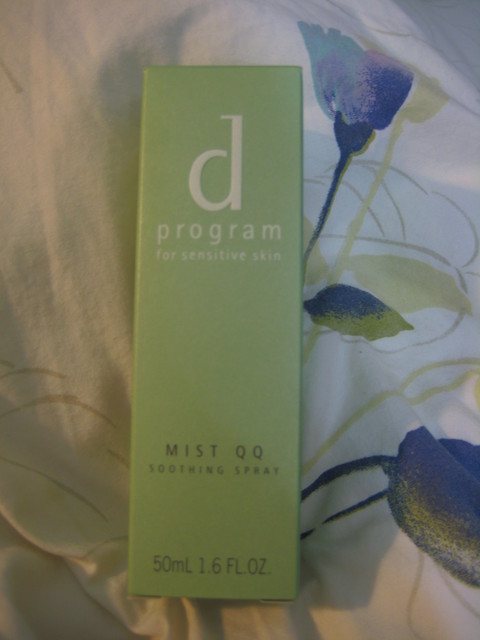 d
program
for sensitive skin
MIST QQ
SOOTHING SPRAY
50mL 1.6 FL.OZ.